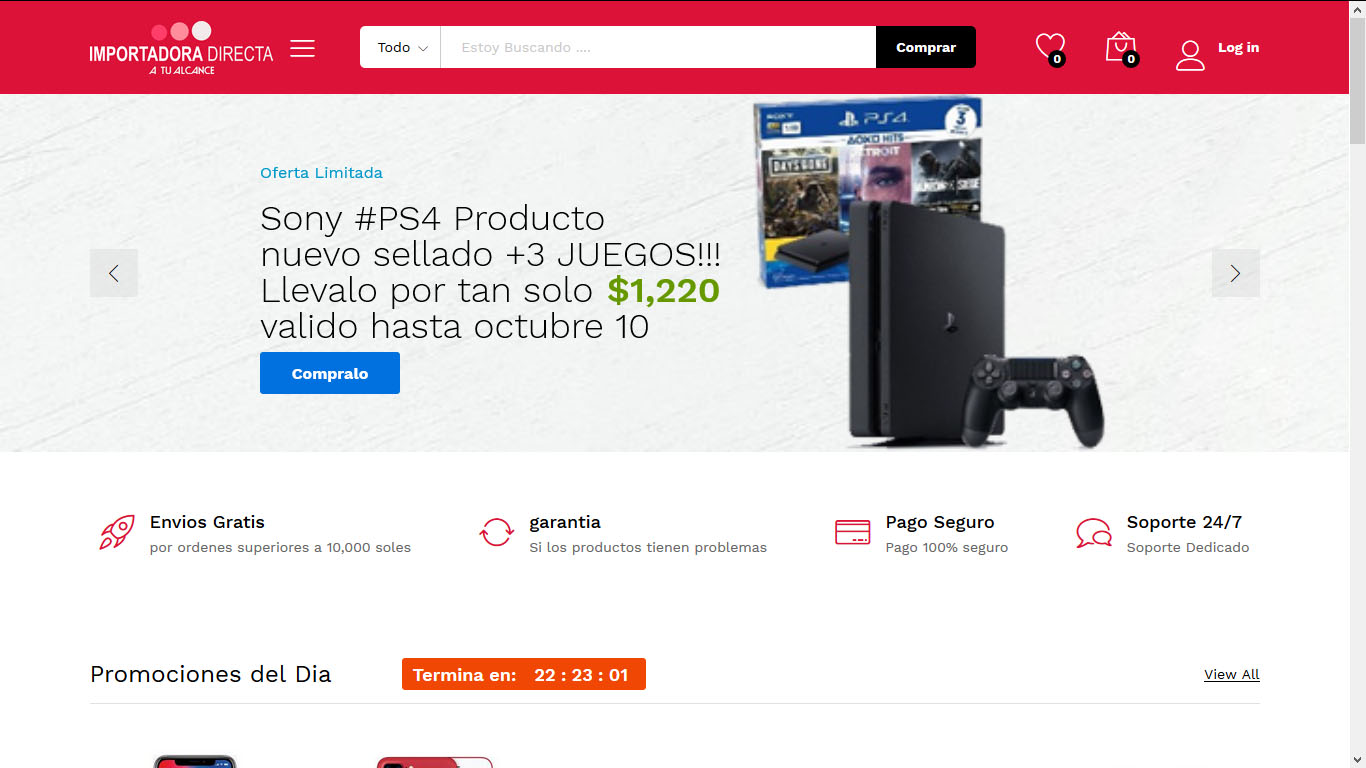 IMPORTADORA DIRECTA
A TU ALCANCE
Todo
Estoy Buscando ....
Comprar
0
0
Log in
SONY
PS4
3
HITS
DAYS GONE
DETROIT
Oferta Limitada
Sony #PS4 Producto
nuevo sellado +3 JUEGOS!!!
Llevalo por tan solo $1,220
valido hasta octubre 10
Compralo
Envios Gratis
por ordenes superiores a 10,000 soles
garantia
Si los productos tienen problemas
Pago Seguro
Pago 100% seguro
Soporte 24/7
Soporte Dedicado
Promociones del Dia
Termina en: 22 : 23 : 01
View All